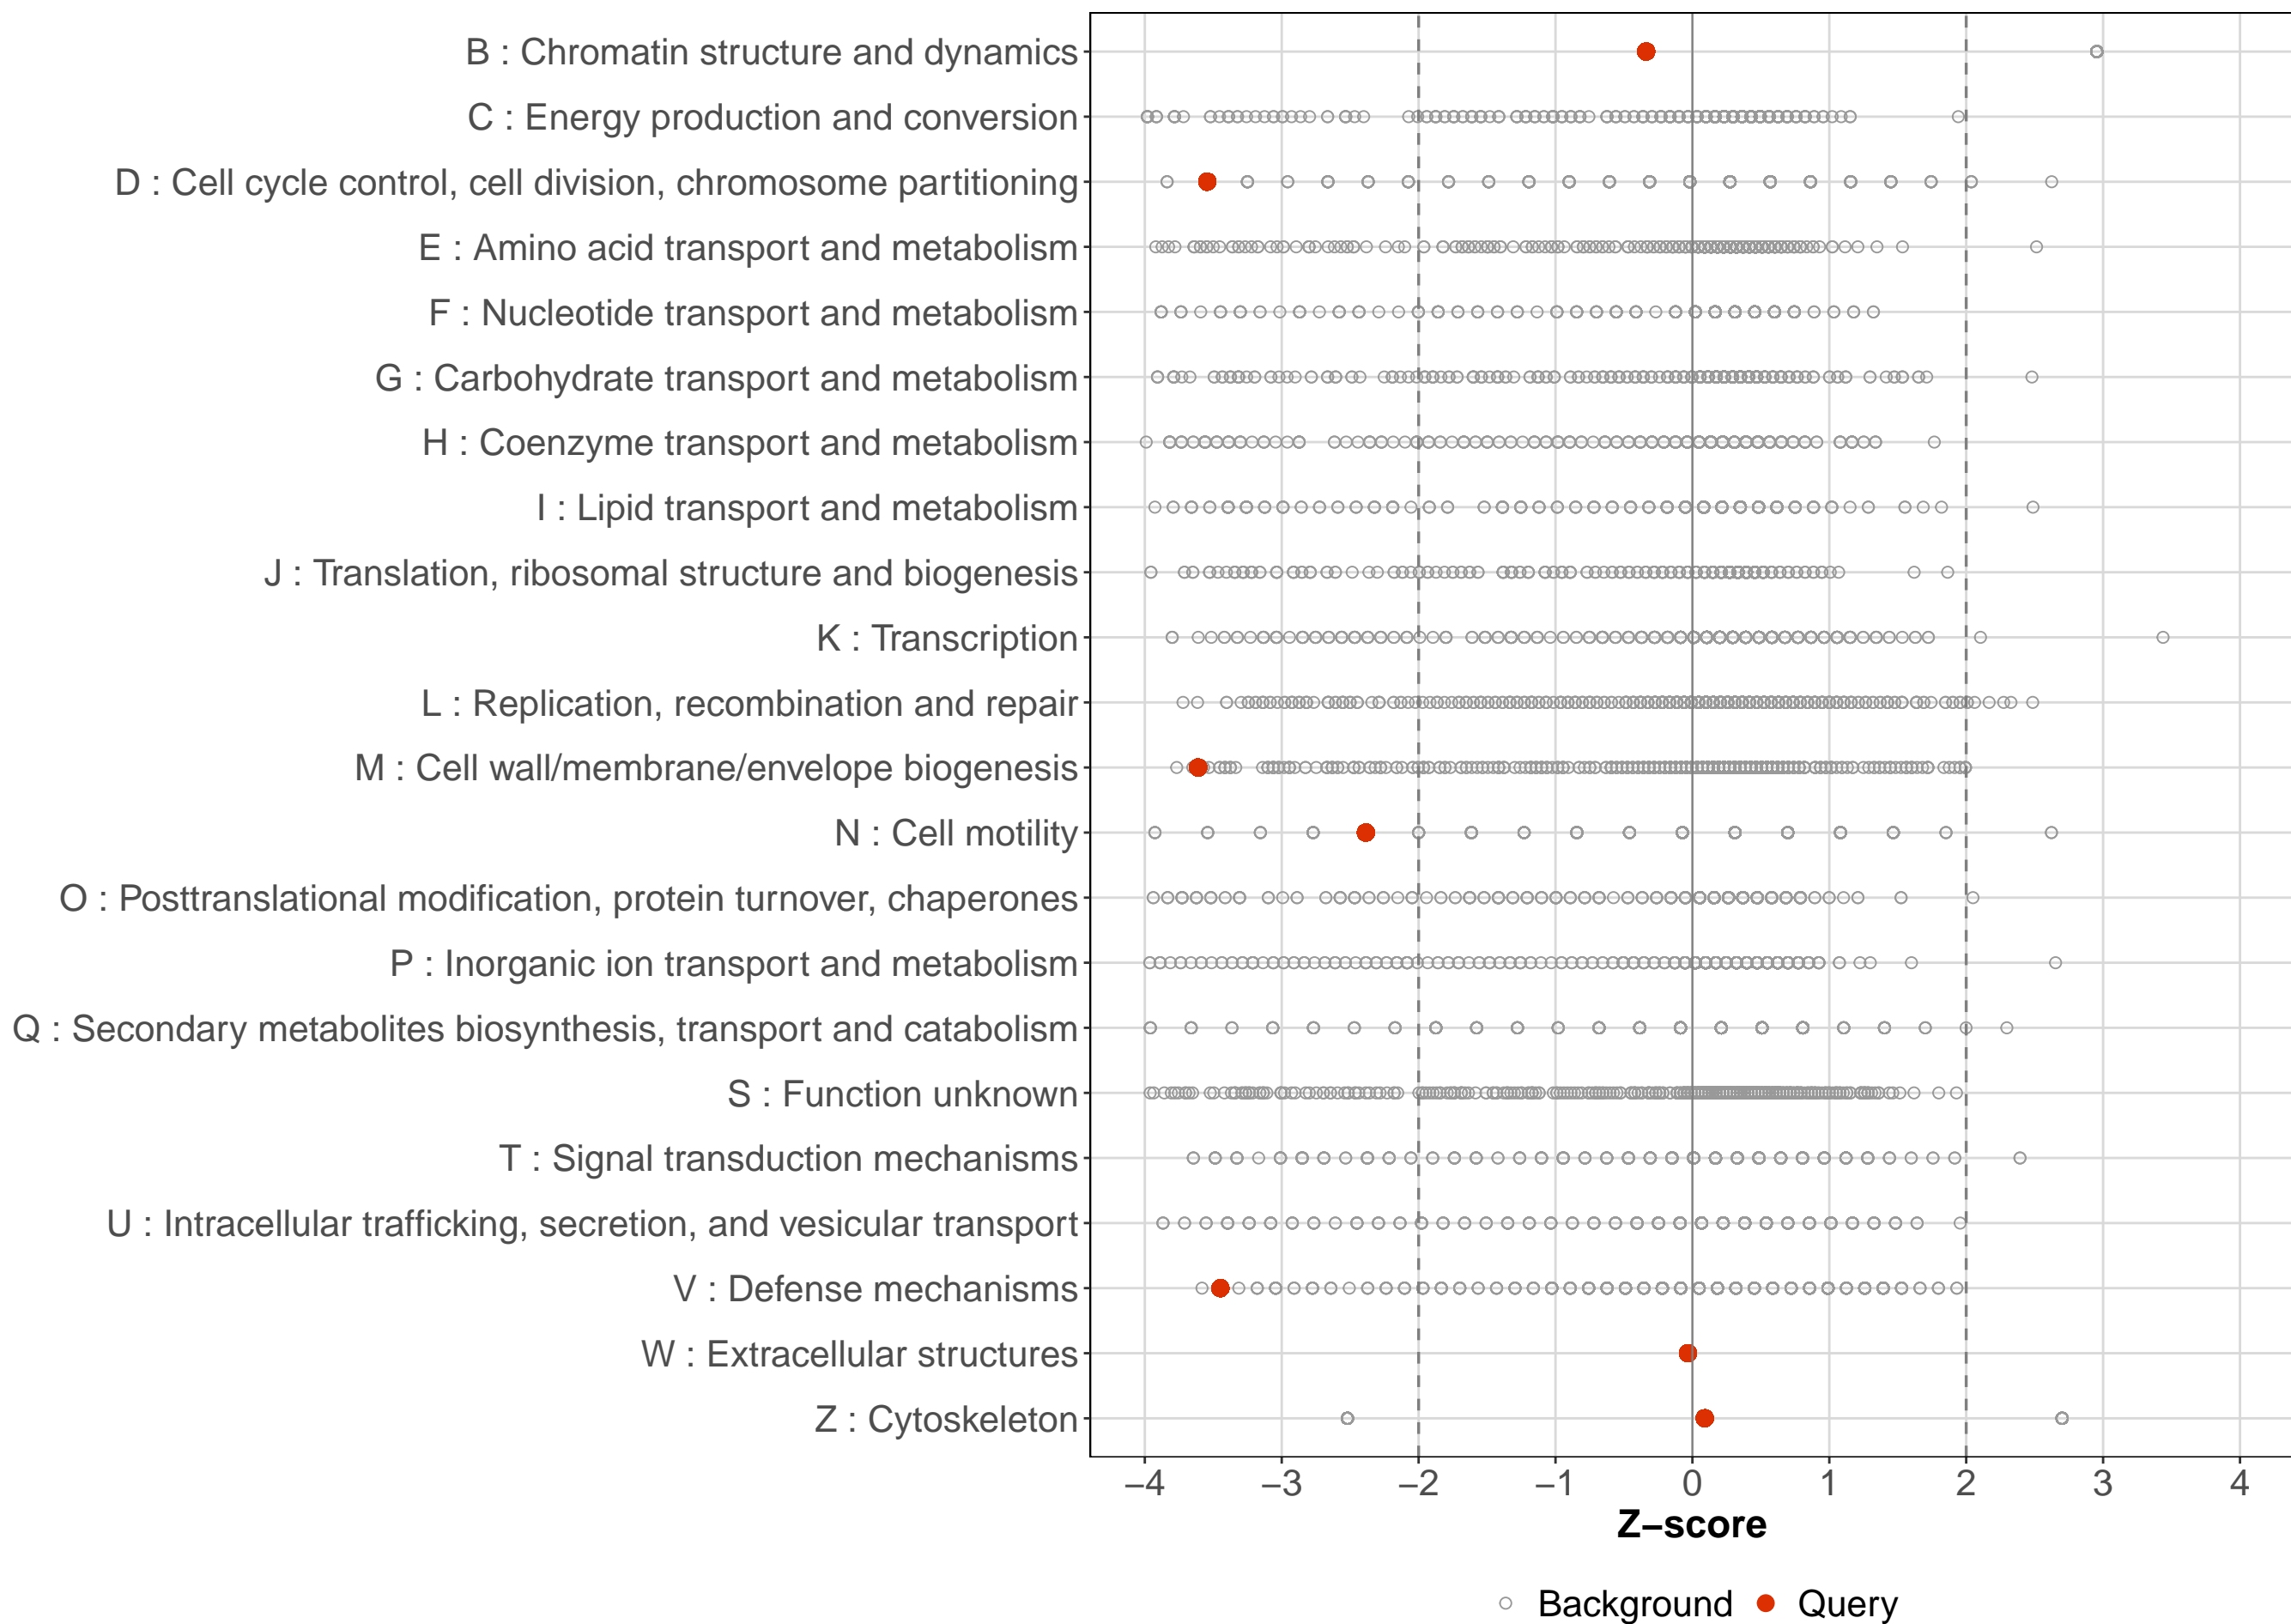 B : Chromatin structure and dynamics
C : Energy production and conversion
D : Cell cycle control, cell division, chromosome partitioning
E : Amino acid transport and metabolism
F : Nucleotide transport and metabolism
G : Carbohydrate transport and metabolism
H : Coenzyme transport and metabolism
I : Lipid transport and metabolism
J : Translation, ribosomal structure and biogenesis
K : Transcription
L : Replication, recombination and repair
M : Cell wall/membrane/envelope biogenesis
N : Cell motility
O : Posttranslational modification, protein turnover, chaperones
P : Inorganic ion transport and metabolism
Q : Secondary metabolites biosynthesis, transport and catabolism
S : Function unknown
T : Signal transduction mechanisms
U : Intracellular trafficking, secretion, and vesicular transport
V : Defense mechanisms
W : Extracellular structures
Z : Cytoskeleton
−4 −3 −2 −1 0 1 2 3 4
Z−score
Background Query